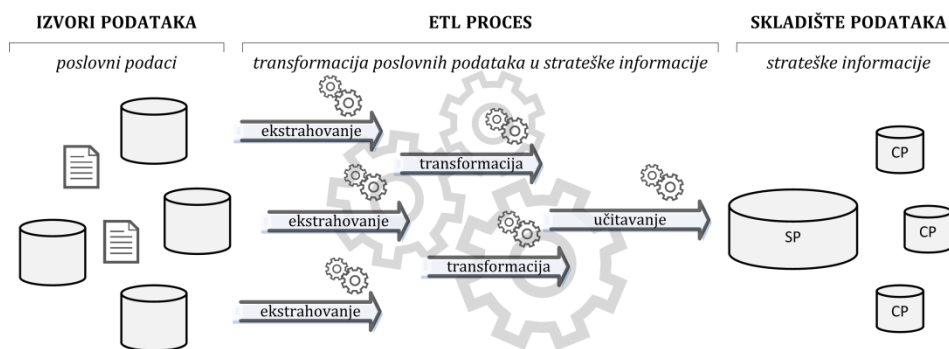 IZVORI PODATAKA
ETL PROCES
SKLADIŠTE PODATAKA
poslovni podaci
transformacija poslovnih podataka u strateške informacije
strateške informacije
ekstrahovanje
transformacija
CP
ekstrahovanje
učitavanje
SP
CP
transformacija
ekstrahovanje
CP